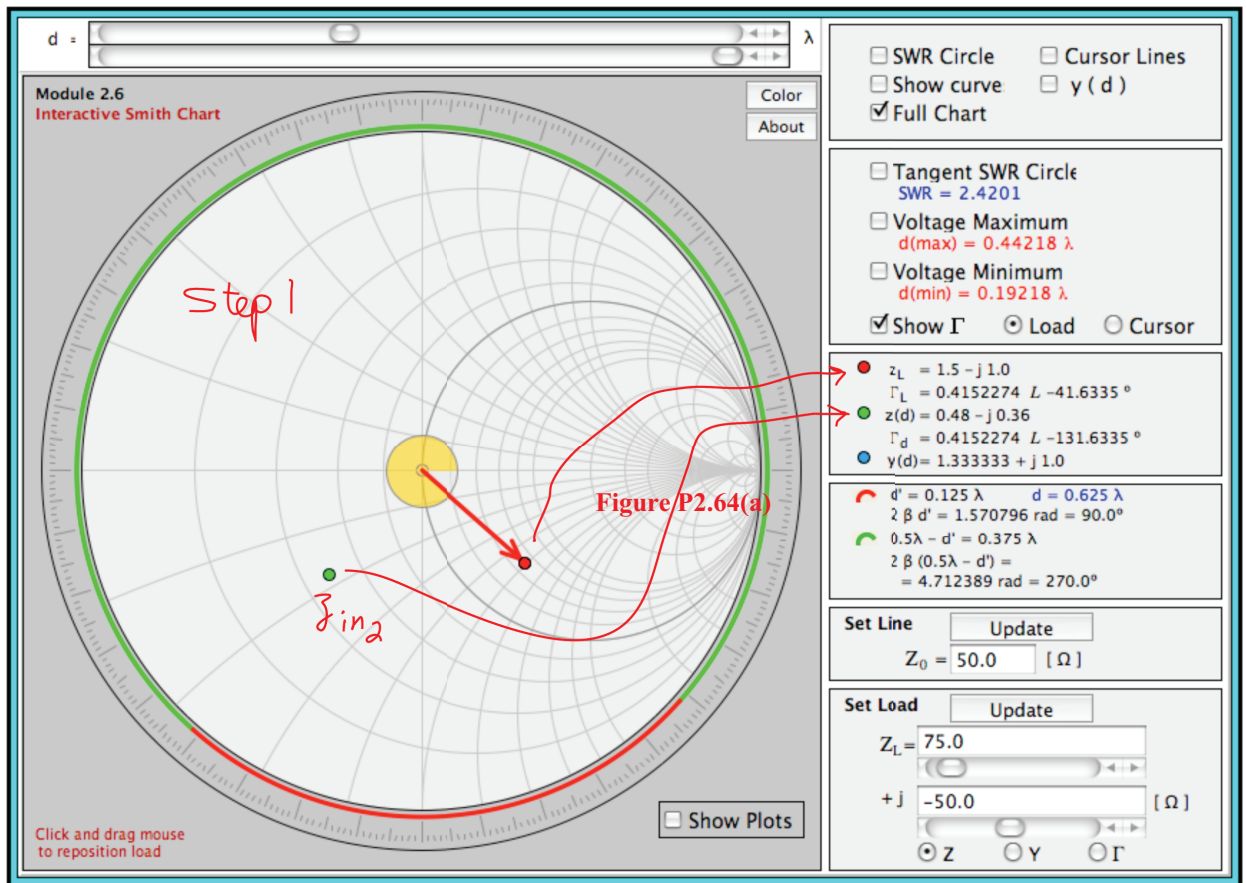 d = λ
Module 2.6
Interactive Smith Chart
Color
About
Step 1
Zin2
Figure P2.64(a)
Click and drag mouse
to reposition load
Show Plots
SWR Circle Cursor Lines
Show curve y ( d )
Full Chart
Tangent SWR Circle
SWR = 2.4201
Voltage Maximum
d(max) = 0.44218 λ
Voltage Minimum
d(min) = 0.19218 λ
Show Γ Load Cursor
zL = 1.5 – j 1.0
ΓL = 0.4152274 L -41.6335 º
z(d) = 0.48 – j 0.36
Γd = 0.4152274 L -131.6335 º
y(d)= 1.333333 + j 1.0
d' = 0.125 λ d = 0.625 λ
2 β d' = 1.570796 rad = 90.0º
0.5λ – d' = 0.375 λ
2 β (0.5λ – d') =
= 4.712389 rad = 270.0º
Set Line Update
Z0 = 50.0 [ Ω ]
Set Load Update
ZL= 75.0
+ j -50.0 [ Ω ]
Z Y Γ